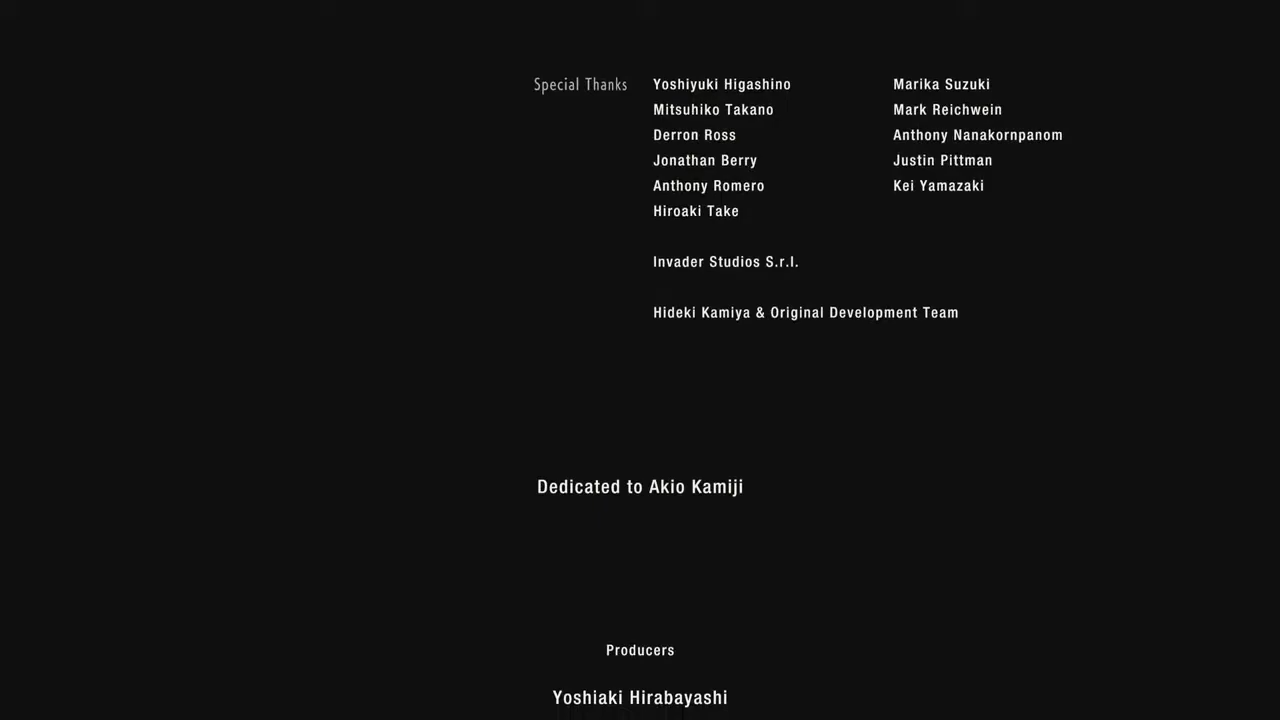 Special Thanks Yoshiyuki Higashino Marika Suzuki
Mitsuhiko Takano Mark Reichwein
Derron Ross Anthony Nanakornpanom
Jonathan Berry Justin Pittman
Anthony Romero Kei Yamazaki
Hiroaki Take
Invader Studios S.r.l.
Hideki Kamiya & Original Development Team
Dedicated to Akio Kamiji
Producers
Yoshiaki Hirabayashi